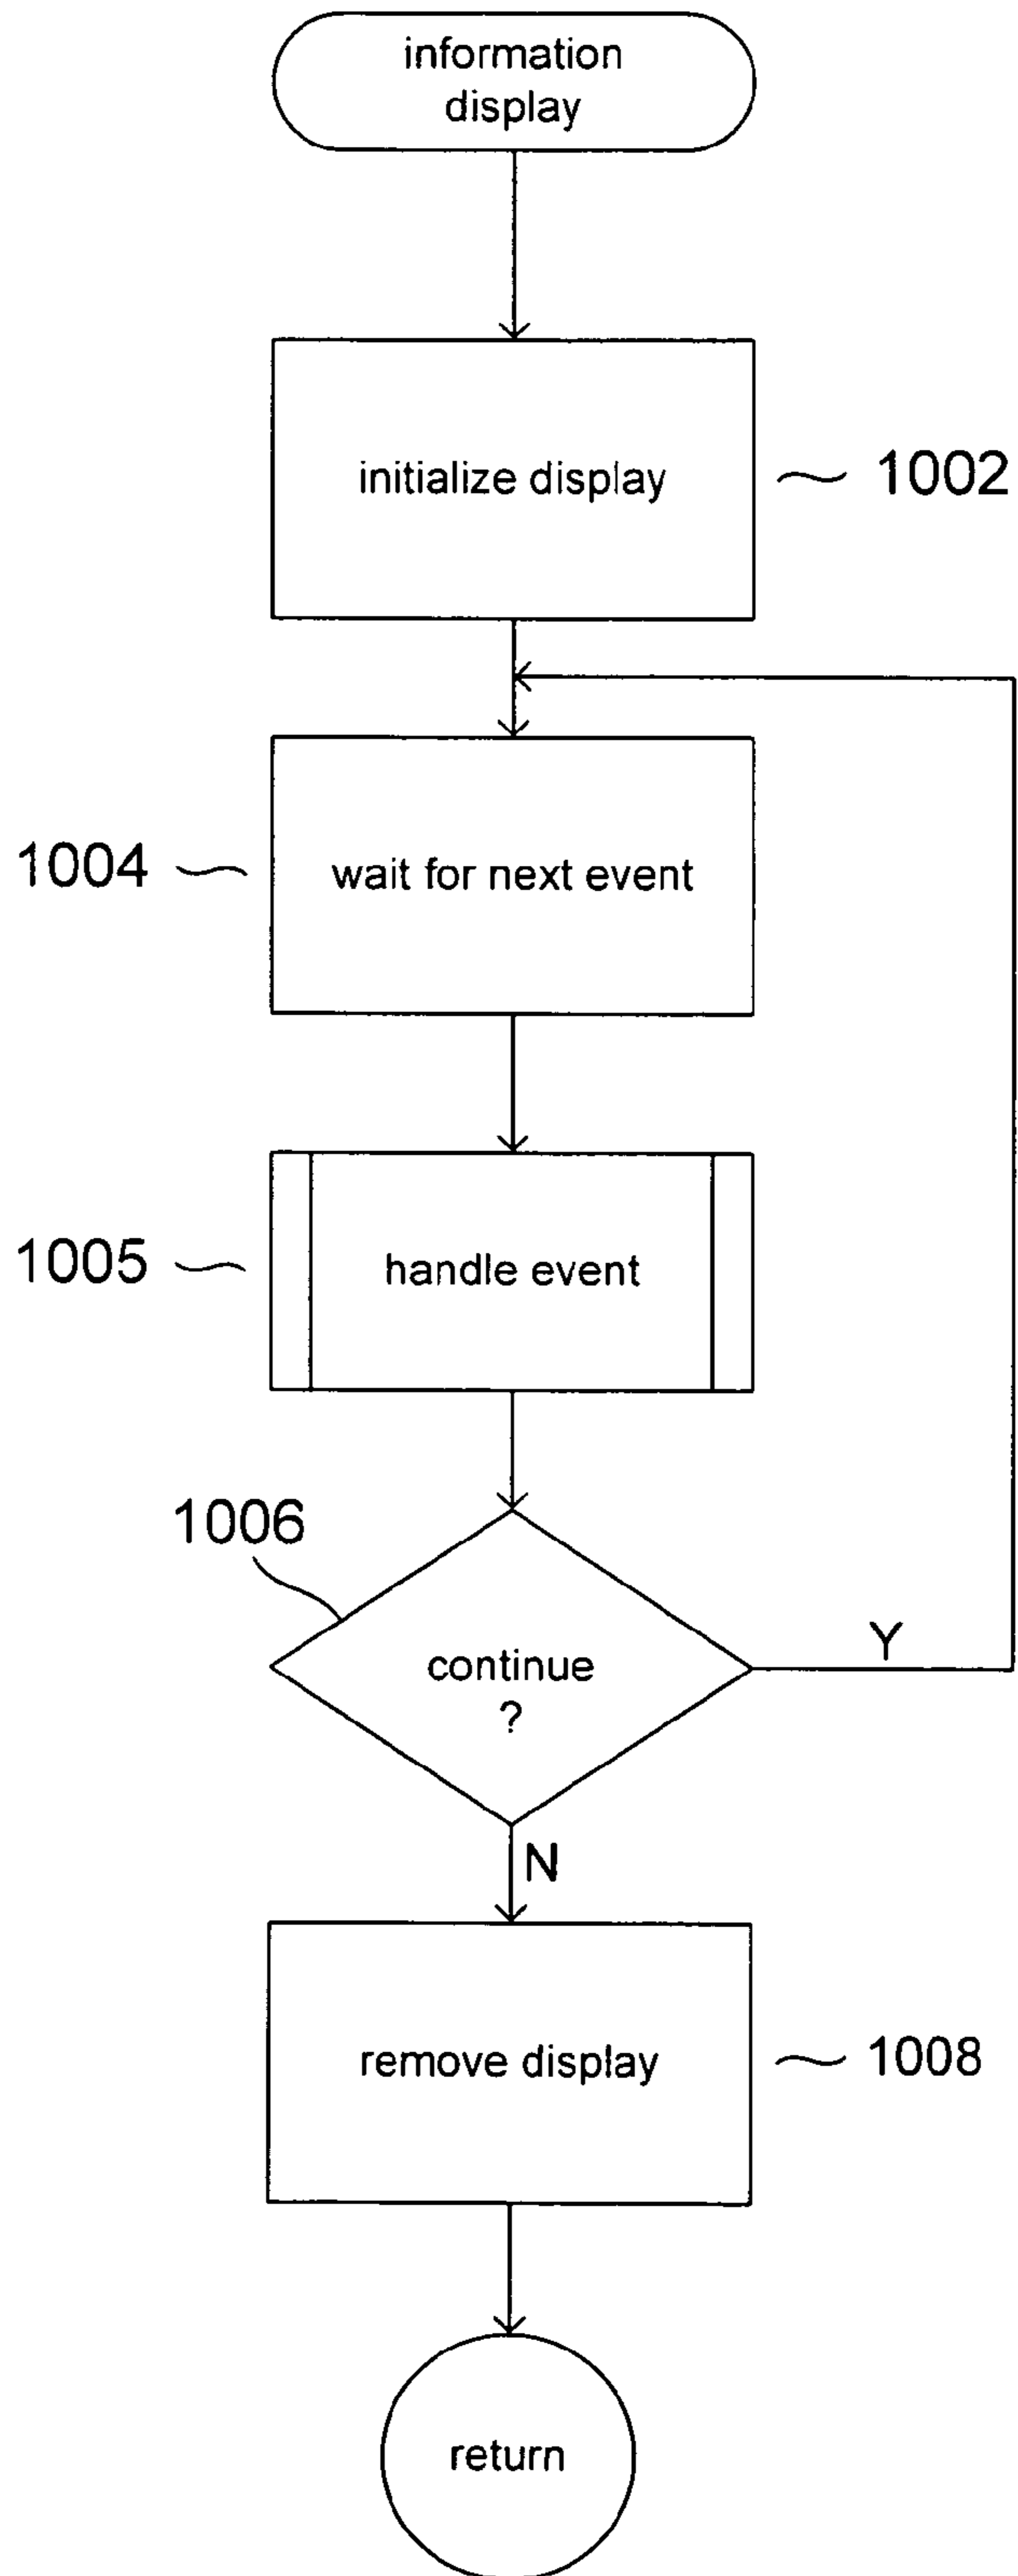 information
display
initialize display
1002
1004
wait for next event
1005
handle event
1006
continue
?
Y
N
remove display
1008
return